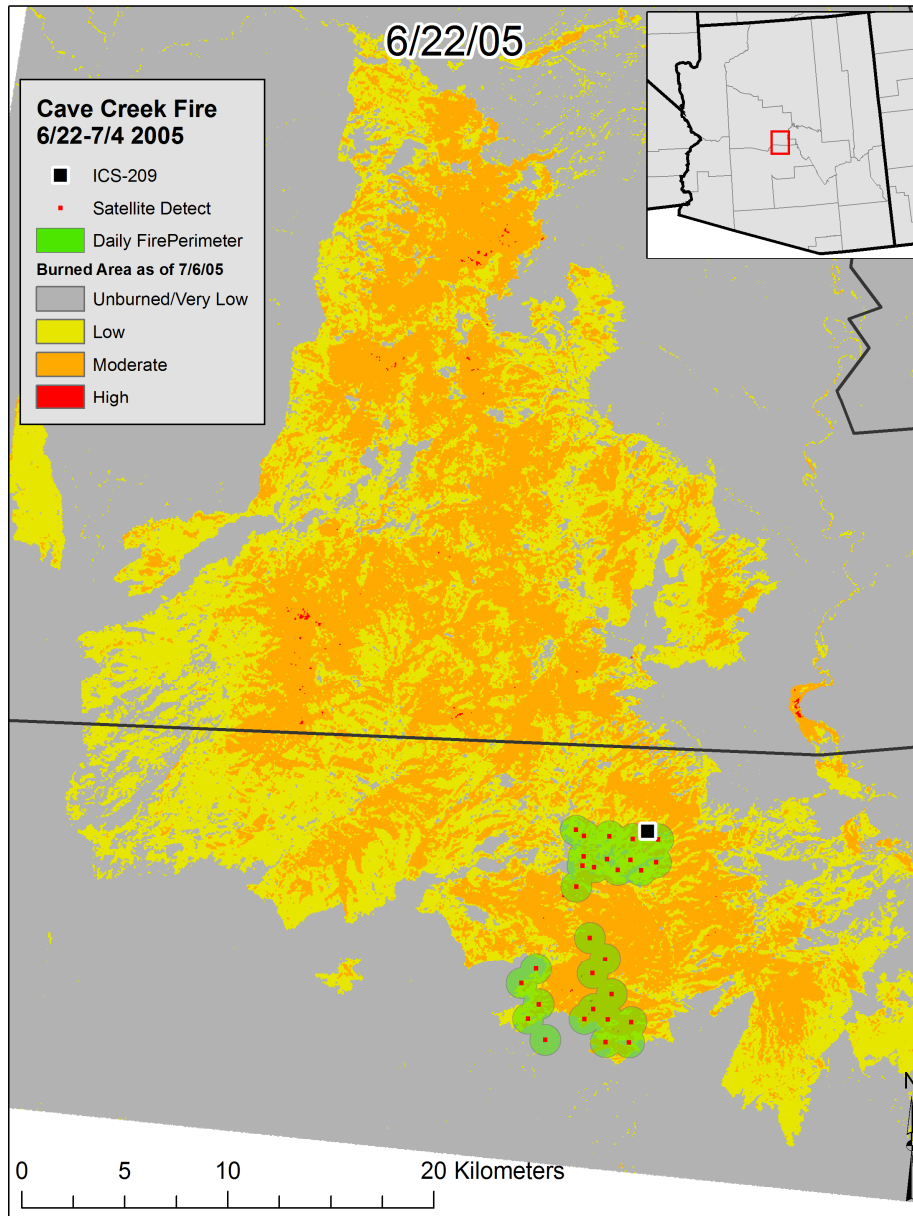 6/22/05
Cave Creek Fire
6/22-7/4 2005
ICS-209
Satellite Detect
Daily FirePerimeter
Burned Area as of 7/6/05
Unburned/Very Low
Low
Moderate
High
N
0 5 10 20 Kilometers